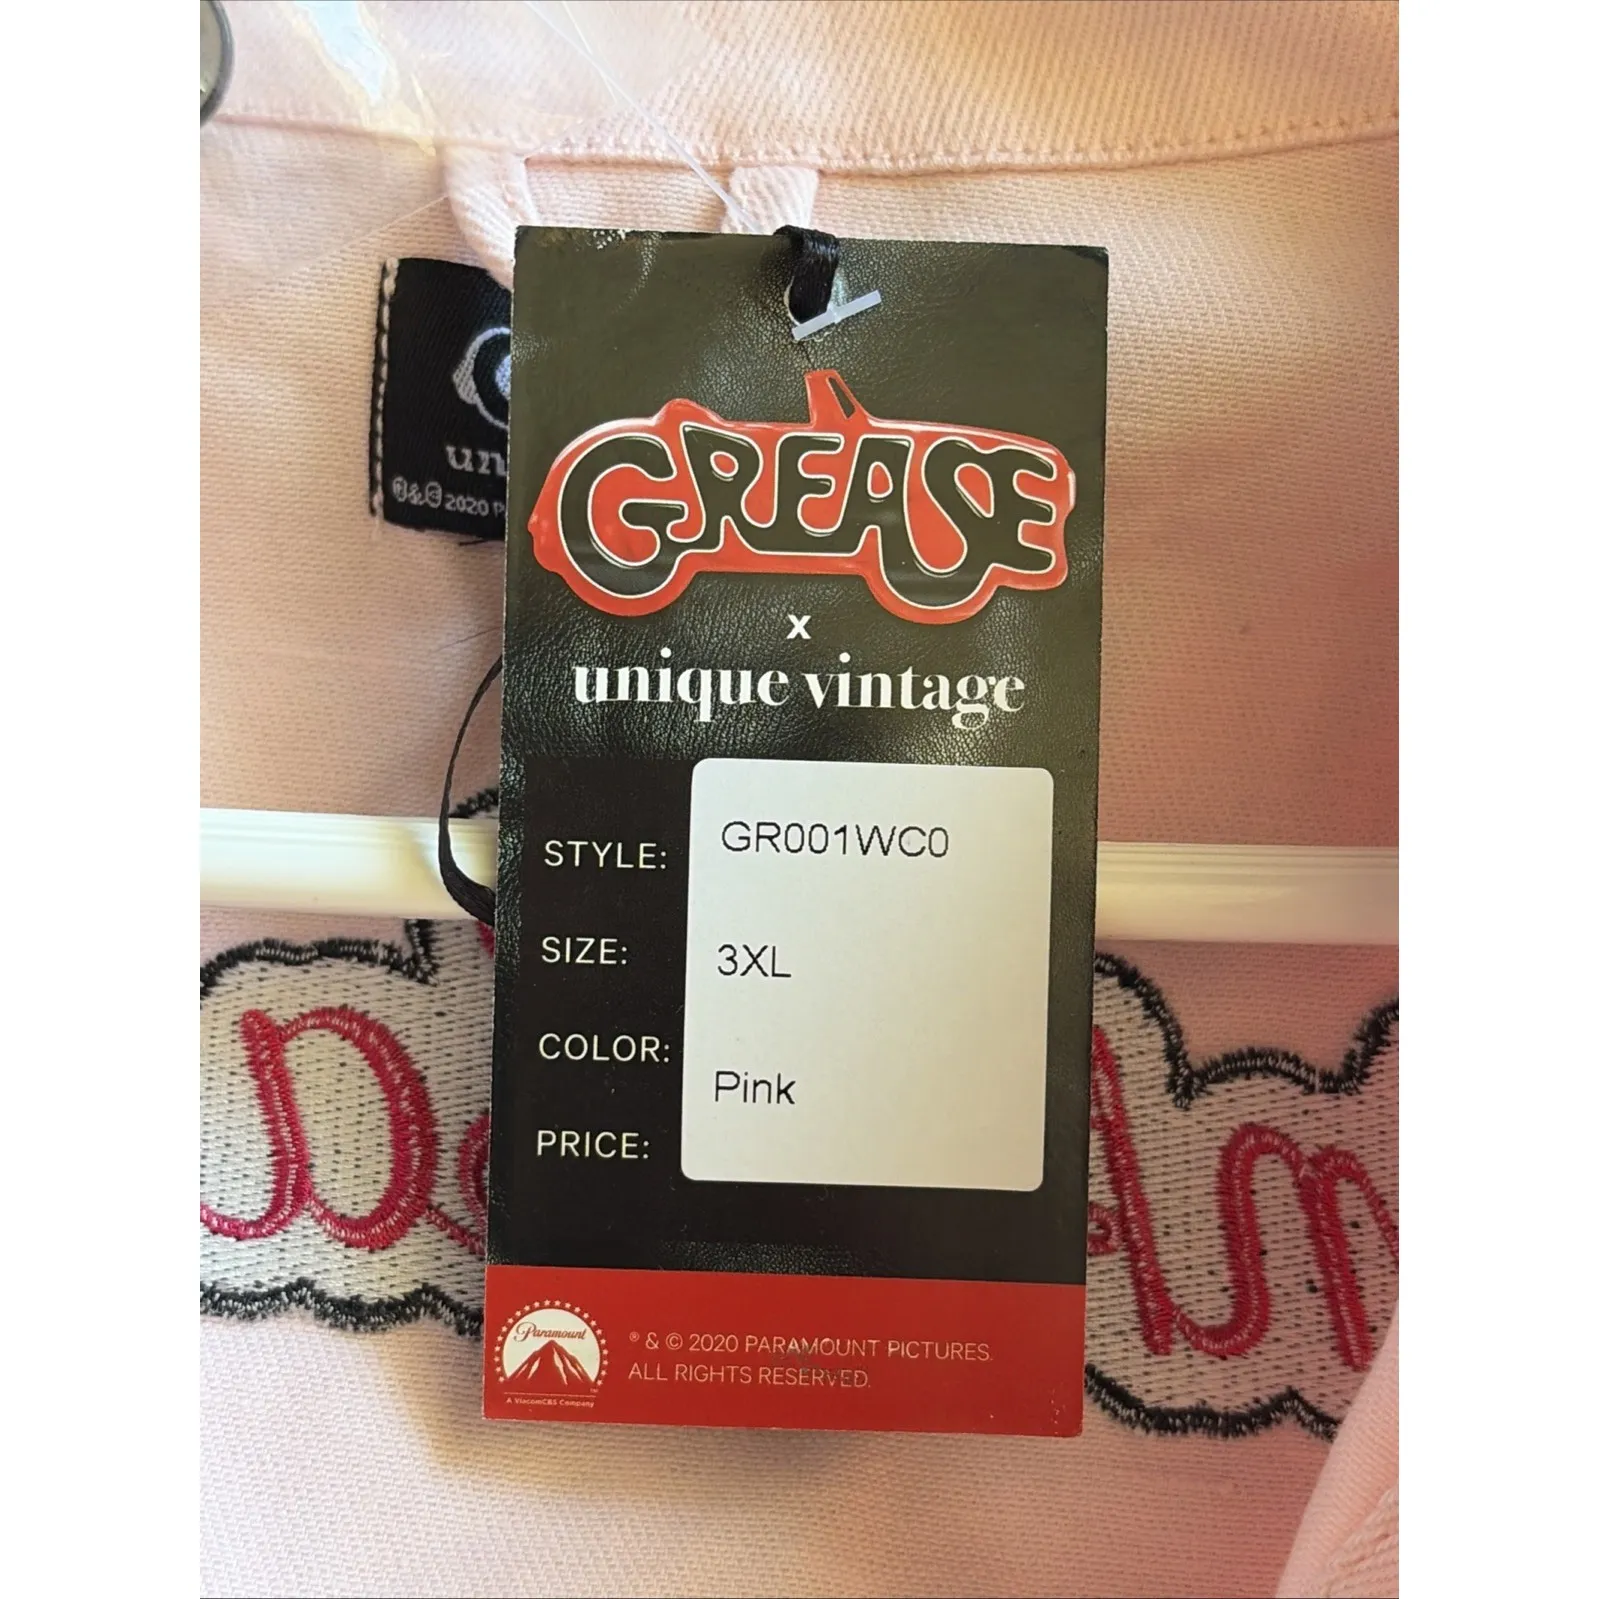 GREASE
x
unique vintage
STYLE: GR001WC0
SIZE: 3XL
COLOR: Pink
PRICE:
Paramount
A ViacomCBS Company
® & © 2020 PARAMOUNT PICTURES.
ALL RIGHTS RESERVED.
® & © 2020